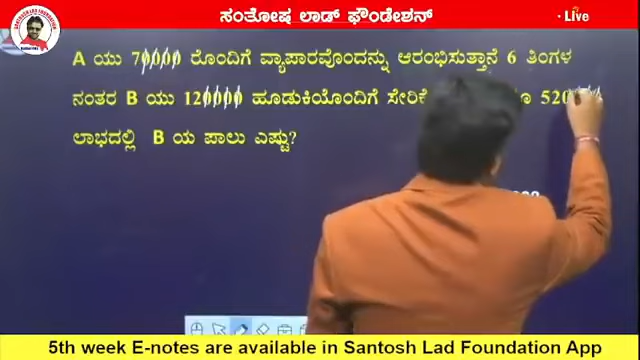 ಸಂತೋಷ ಲಾಡ್ ಫೌಂಡೇಶನ್
Live
A ಯು 70000 ರೊಂದಿಗೆ ವ್ಯಾಪಾರವೊಂದನ್ನು ಆರಂಭಿಸುತ್ತಾನೆ 6 ತಿಂಗಳ
ನಂತರ B ಯು 120000 ಹೂಡುಕಿಯೊಂದಿಗೆ ಸೇರಿಕೆ
ಲಾಭದಲ್ಲಿ B ಯ ಪಾಲು ಎಷ್ಟು?
5th week E-notes are available in Santosh Lad Foundation App